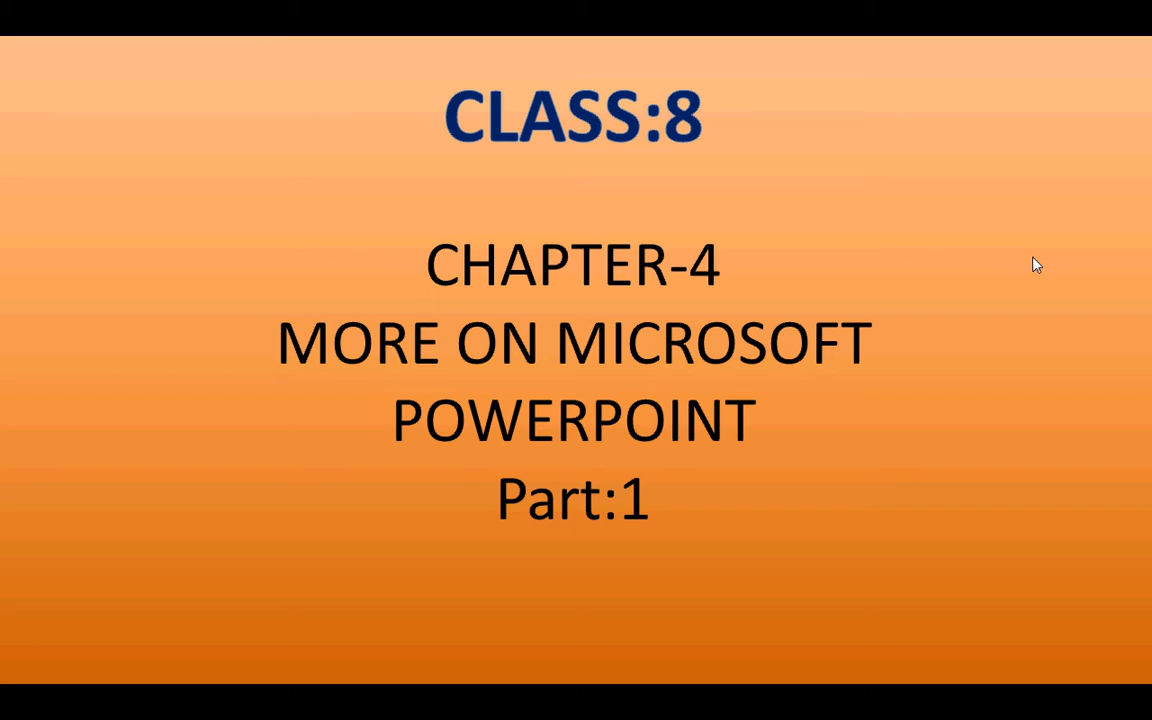 CLASS:8
CHAPTER-4
MORE ON MICROSOFT
POWERPOINT
Part:1